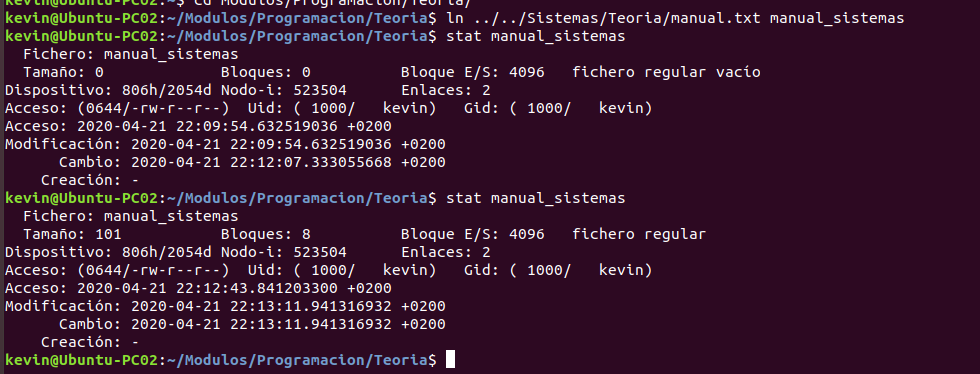 kevin@Ubuntu-PC02:~$ cd Modulos/Programacion/Teoria/
kevin@Ubuntu-PC02:~/Modulos/Programacion/Teoria$ ln ../../Sistemas/Teoria/manual.txt manual_sistemas
kevin@Ubuntu-PC02:~/Modulos/Programacion/Teoria$ stat manual_sistemas
  Fichero: manual_sistemas
  Tamaño: 0         	Bloques: 0          Bloque E/S: 4096   fichero regular vacío
Dispositivo: 806h/2054d	Nodo-i: 523504      Enlaces: 2
Acceso: (0644/-rw-r--r--)  Uid: ( 1000/   kevin)   Gid: ( 1000/   kevin)
Acceso: 2020-04-21 22:09:54.632519036 +0200
Modificación: 2020-04-21 22:09:54.632519036 +0200
      Cambio: 2020-04-21 22:12:07.333055668 +0200
    Creación: -
kevin@Ubuntu-PC02:~/Modulos/Programacion/Teoria$ stat manual_sistemas
  Fichero: manual_sistemas
  Tamaño: 101       	Bloques: 8          Bloque E/S: 4096   fichero regular
Dispositivo: 806h/2054d	Nodo-i: 523504      Enlaces: 2
Acceso: (0644/-rw-r--r--)  Uid: ( 1000/   kevin)   Gid: ( 1000/   kevin)
Acceso: 2020-04-21 22:12:43.841203300 +0200
Modificación: 2020-04-21 22:13:11.941316932 +0200
      Cambio: 2020-04-21 22:13:11.941316932 +0200
    Creación: -
kevin@Ubuntu-PC02:~/Modulos/Programacion/Teoria$